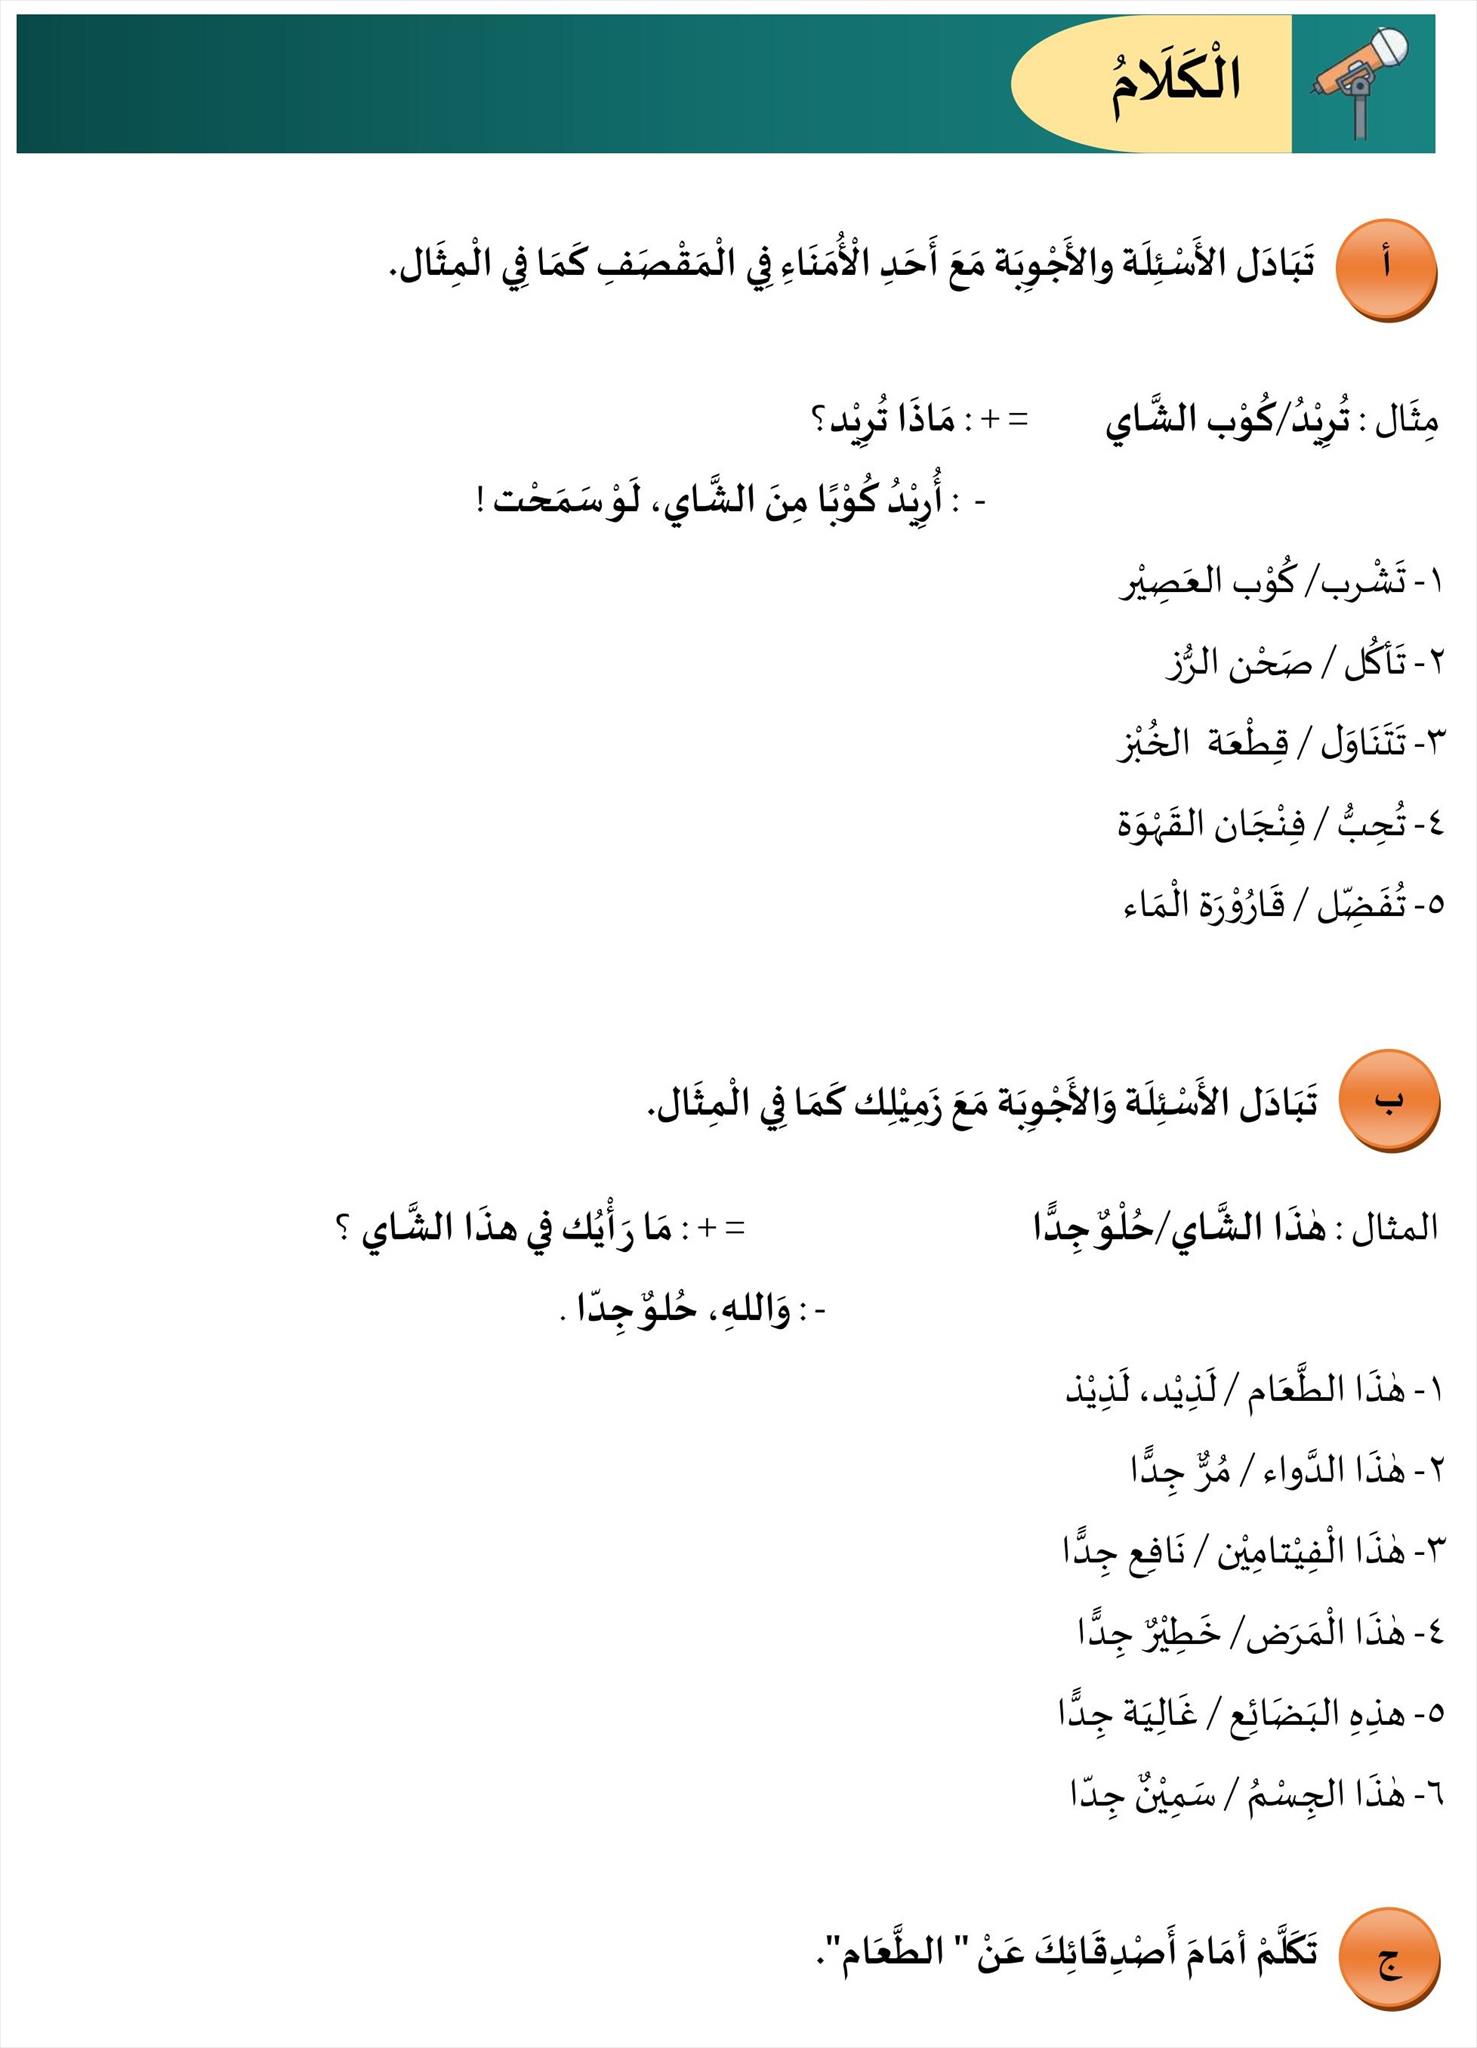 الْكَلَامُ
أ
تَبَادَل الأَسْئِلَة والأَجْوِبَة مَعَ أَحَدِ الْأُمَنَاءِ فِي الْمَقْصَفِ كَمَا فِي الْمِثَال.
مِثَال : تُرِيْدُ/كُوْب الشَّاي = + : مَاذَا تُرِيْد؟
- : أُرِيْدُ كُوْبًا مِنَ الشَّاي، لَوْ سَمَحْت !
١- تَشْرب/ كُوْب العَصِيْر
٢- تَأكُل / صَحْن الرُّز
٣- تَتَنَاوَل / قِطْعَة الخُبْز
٤- تُحِبُّ / فِنْجَان القَهْوَة
٥- تُفَضِّل / قَارُوْرَة الْمَاء
ب
تَبَادَل الأَسْئِلَة وَالأَجْوِبَة مَعَ زَمِيْلِك كَمَا فِي الْمِثَال.
المثال : هٰذَا الشَّاي/حُلْوٌ جِدًّا = + : مَا رَأْيُك في هذَا الشَّاي ؟
- : وَاللهِ، حُلوٌ جِدّا .
١- هٰذَا الطَّعَام / لَذِيْد، لَذِيْذ
٢- هٰذَا الدَّواء / مُرٌّ جِدًّا
٣- هٰذَا الْفِيْتامِيْن / نَافِع جِدًّا
٤- هٰذَا الْمَرَض/ خَطِيْرٌ جِدًّا
٥- هذِهِ البَضَائِع / غَالِيَة جِدًّا
٦- هٰذَا الجِسْمُ / سَمِيْنٌ جِدّا
ج
تَكَلَّمْ أمَامَ أَصْدِقَائِكَ عَنْ " الطَّعَام".